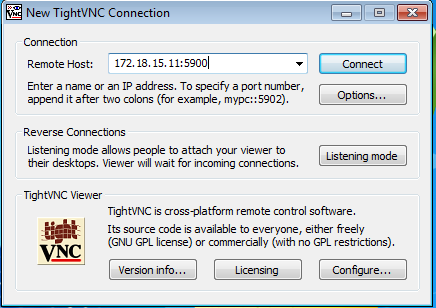 New TightVNC Connection
Connection
Remote Host:
172.18.15.11:5900
Connect
Enter a name or an IP address. To specify a port number,
append it after two colons (for example, mypc::5902).
Options...
Reverse Connections
Listening mode allows people to attach your viewer to
their desktops. Viewer will wait for incoming connections.
Listening mode
TightVNC Viewer
tight
VNC
TightVNC is cross-platform remote control software.
Its source code is available to everyone, either freely
(GNU GPL license) or commercially (with no GPL restrictions).
Version info...
Licensing
Configure...